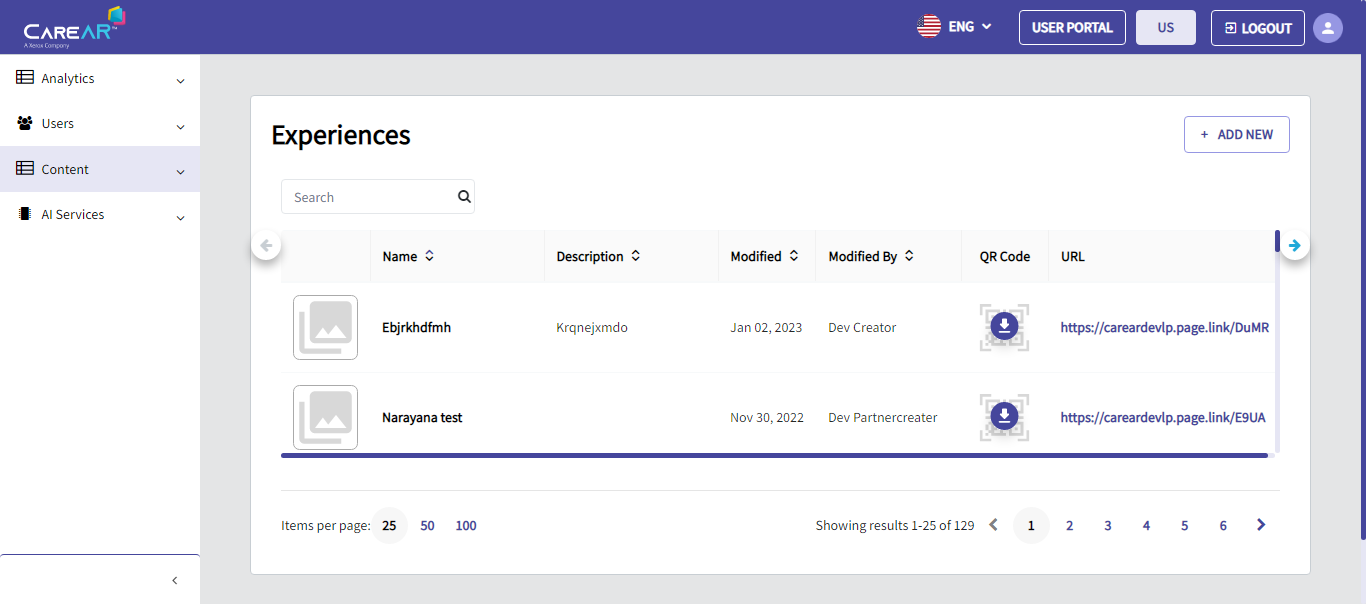 CAREAR™
A Xerox Company
ENG
USER PORTAL
US
LOGOUT
Analytics
Users
Content
AI Services
Experiences
+ ADD NEW
Search
Name Description Modified Modified By QR Code URL
Ebjrkhdfmh Krqnejxmdo Jan 02, 2023 Dev Creator https://careardevlp.page.link/DuMR
Narayana test Nov 30, 2022 Dev Partnercreater https://careardevlp.page.link/E9UA
Items per page: 25 50 100
Showing results 1-25 of 129 1 2 3 4 5 6